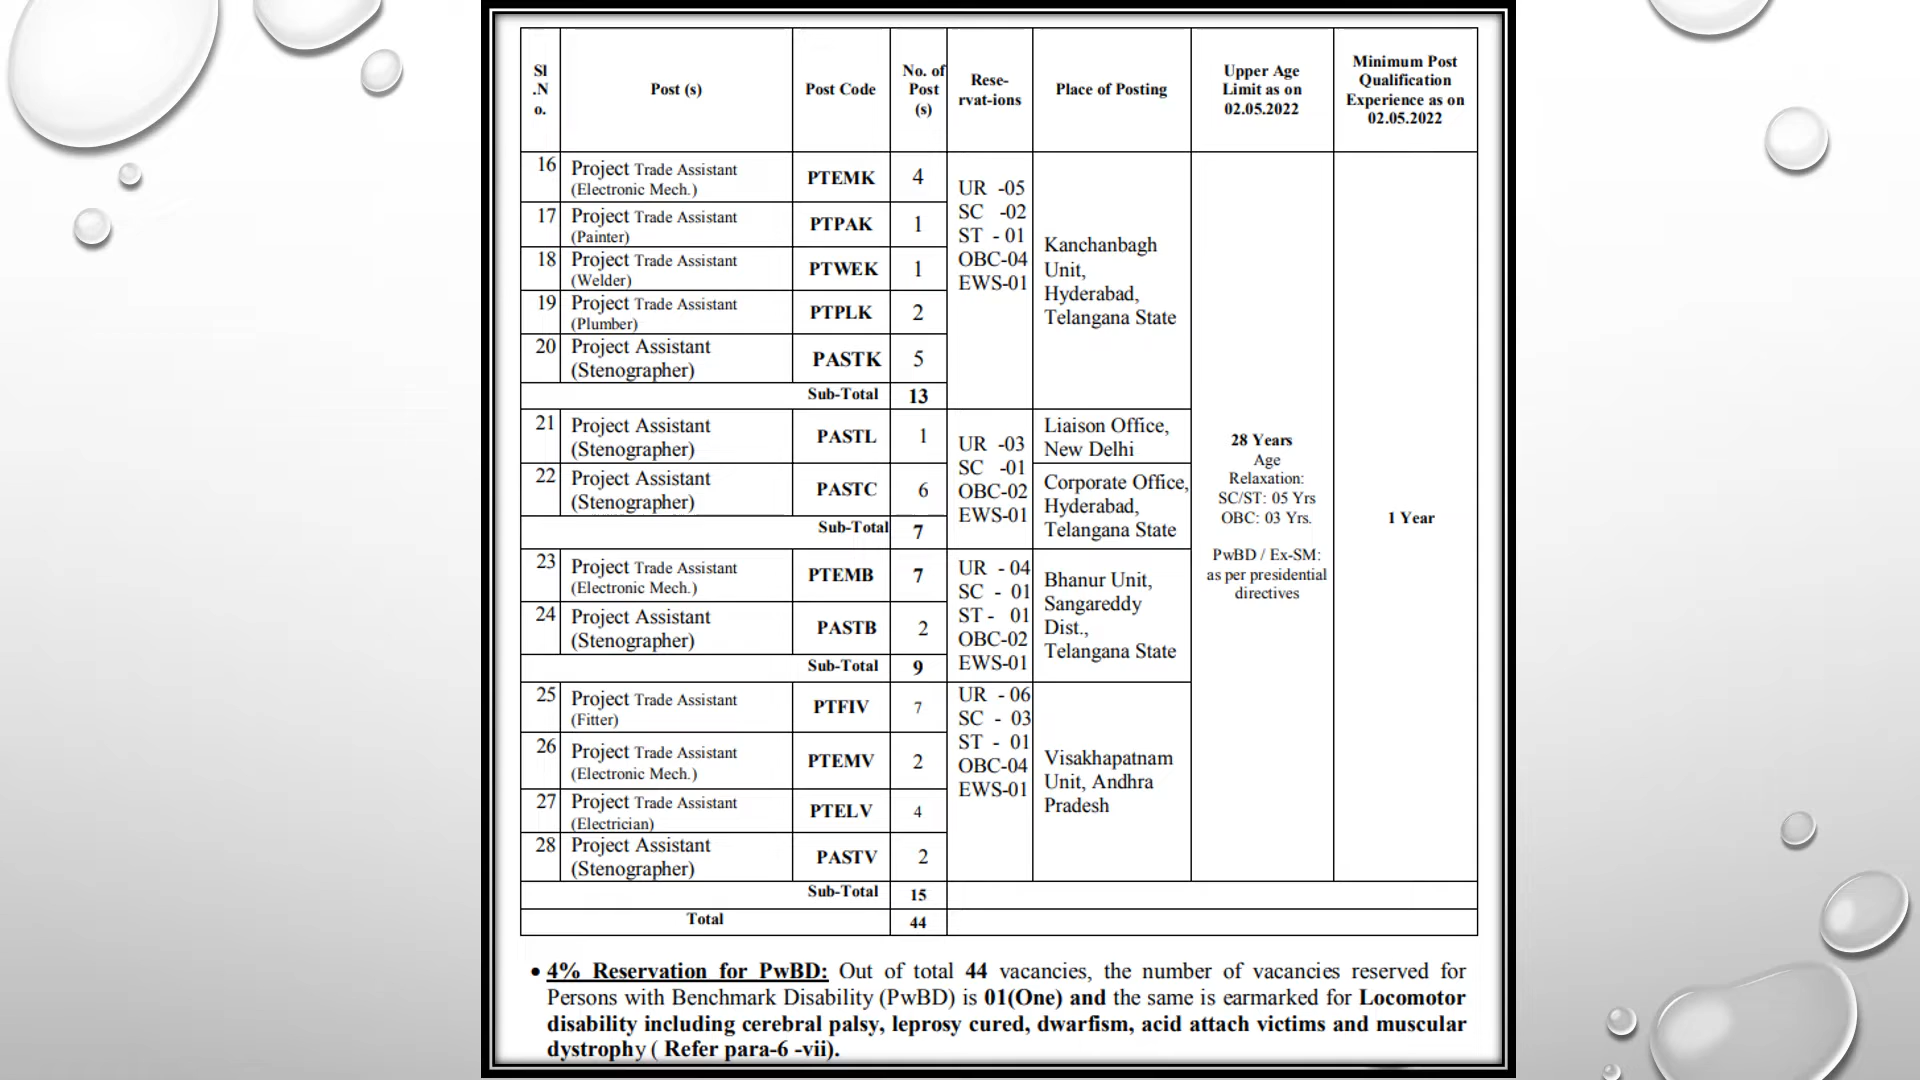 Sl
.N
o.
Post (s)
Post Code
No. of
Post
(s)
Rese-
rvat-ions
Place of Posting
Upper Age
Limit as on
02.05.2022
Minimum Post
Qualification
Experience as on
02.05.2022
16
Project Trade Assistant
(Electronic Mech.)
PTEMK
4
17
Project Trade Assistant
(Painter)
PTPAK
1
18
Project Trade Assistant
(Welder)
PTWEK
1
19
Project Trade Assistant
(Plumber)
PTPLK
2
20
Project Assistant
(Stenographer)
PASTK
5
UR -05
SC -02
ST - 01
OBC-04
EWS-01
Kanchanbagh
Unit,
Hyderabad,
Telangana State
Sub-Total
13
21
Project Assistant
(Stenographer)
PASTL
1
Liaison Office,
New Delhi
22
Project Assistant
(Stenographer)
PASTC
6
UR -03
SC -01
OBC-02
EWS-01
Corporate Office,
Hyderabad,
Telangana State
Sub-Total
7
23
Project Trade Assistant
(Electronic Mech.)
PTEMB
7
24
Project Assistant
(Stenographer)
PASTB
2
UR - 04
SC - 01
ST - 01
OBC-02
EWS-01
Bhanur Unit,
Sangareddy
Dist.,
Telangana State
Sub-Total
9
25
Project Trade Assistant
(Fitter)
PTFIV
7
26
Project Trade Assistant
(Electronic Mech.)
PTEMV
2
27
Project Trade Assistant
(Electrician)
PTELV
4
28
Project Assistant
(Stenographer)
PASTV
2
UR - 06
SC - 03
ST - 01
OBC-04
EWS-01
Visakhapatnam
Unit, Andhra
Pradesh
28 Years
Age
Relaxation:
SC/ST: 05 Yrs
OBC: 03 Yrs.
PwBD / Ex-SM:
as per presidential
directives
1 Year
Sub-Total
15
Total
44
• 4% Reservation for PwBD: Out of total 44 vacancies, the number of vacancies reserved for
Persons with Benchmark Disability (PwBD) is 01(One) and the same is earmarked for Locomotor
disability including cerebral palsy, leprosy cured, dwarfism, acid attach victims and muscular
dystrophy ( Refer para-6 -vii).